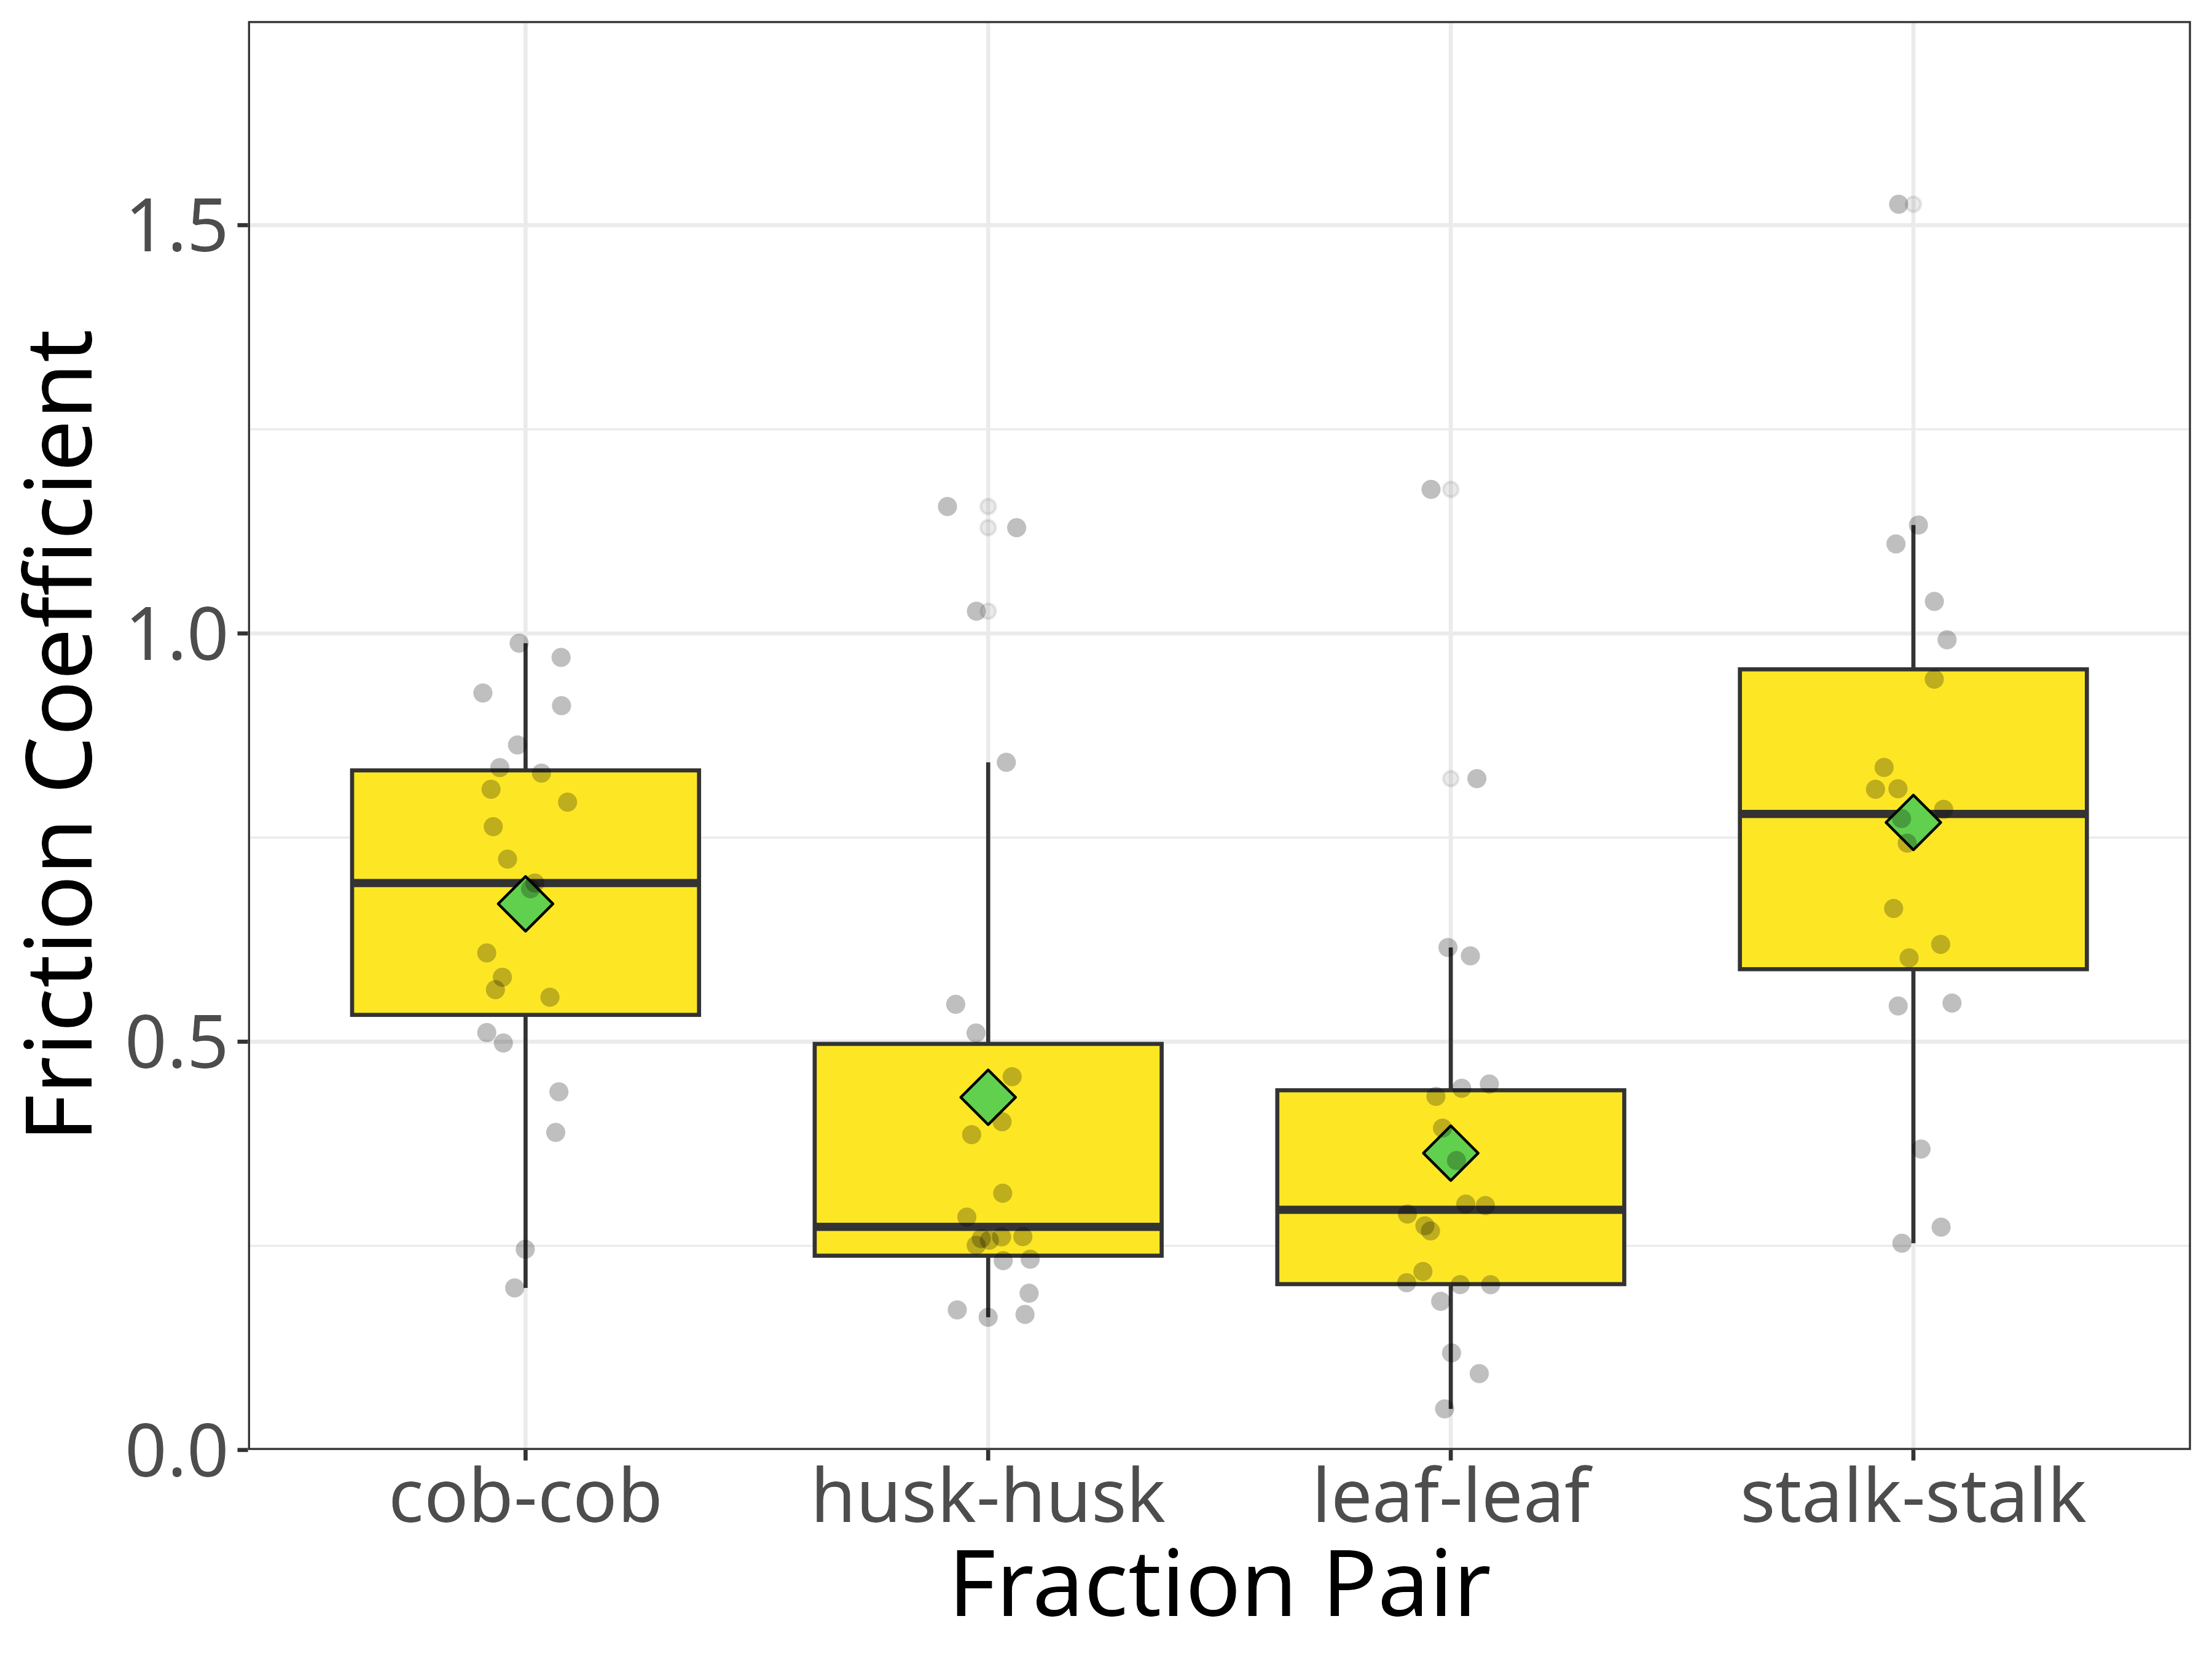 Friction Coefficient
1.5
1.0
0.5
0.0
cob-cob husk-husk leaf-leaf stalk-stalk
Fraction Pair